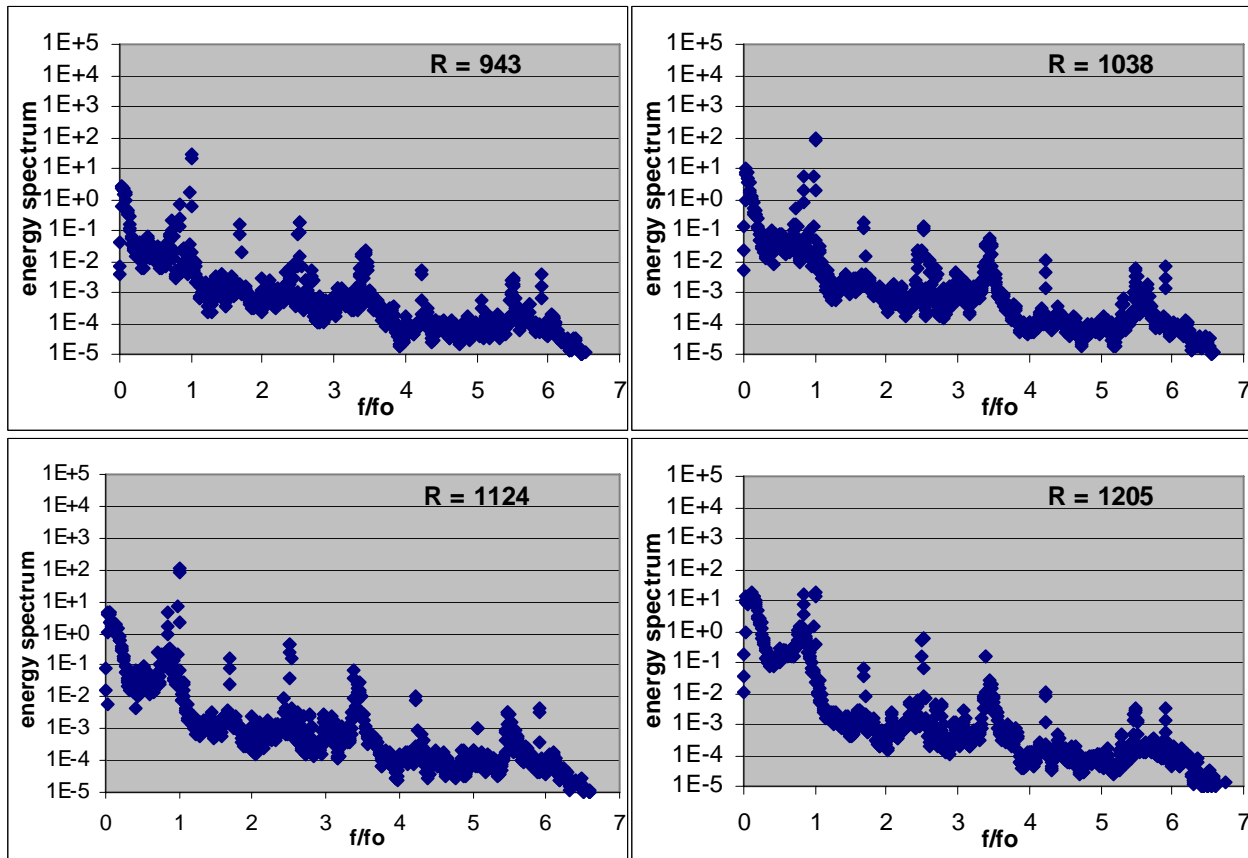 R = 943
energy spectrum
1E+5
1E+4
1E+3
1E+2
1E+1
1E+0
1E-1
1E-2
1E-3
1E-4
1E-5
0 1 2 3 4 5 6 7
f/fo
R = 1038
energy spectrum
1E+5
1E+4
1E+3
1E+2
1E+1
1E+0
1E-1
1E-2
1E-3
1E-4
1E-5
0 1 2 3 4 5 6 7
f/fo
R = 1124
energy spectrum
1E+5
1E+4
1E+3
1E+2
1E+1
1E+0
1E-1
1E-2
1E-3
1E-4
1E-5
0 1 2 3 4 5 6 7
f/fo
R = 1205
energy spectrum
1E+5
1E+4
1E+3
1E+2
1E+1
1E+0
1E-1
1E-2
1E-3
1E-4
1E-5
0 1 2 3 4 5 6 7
f/fo